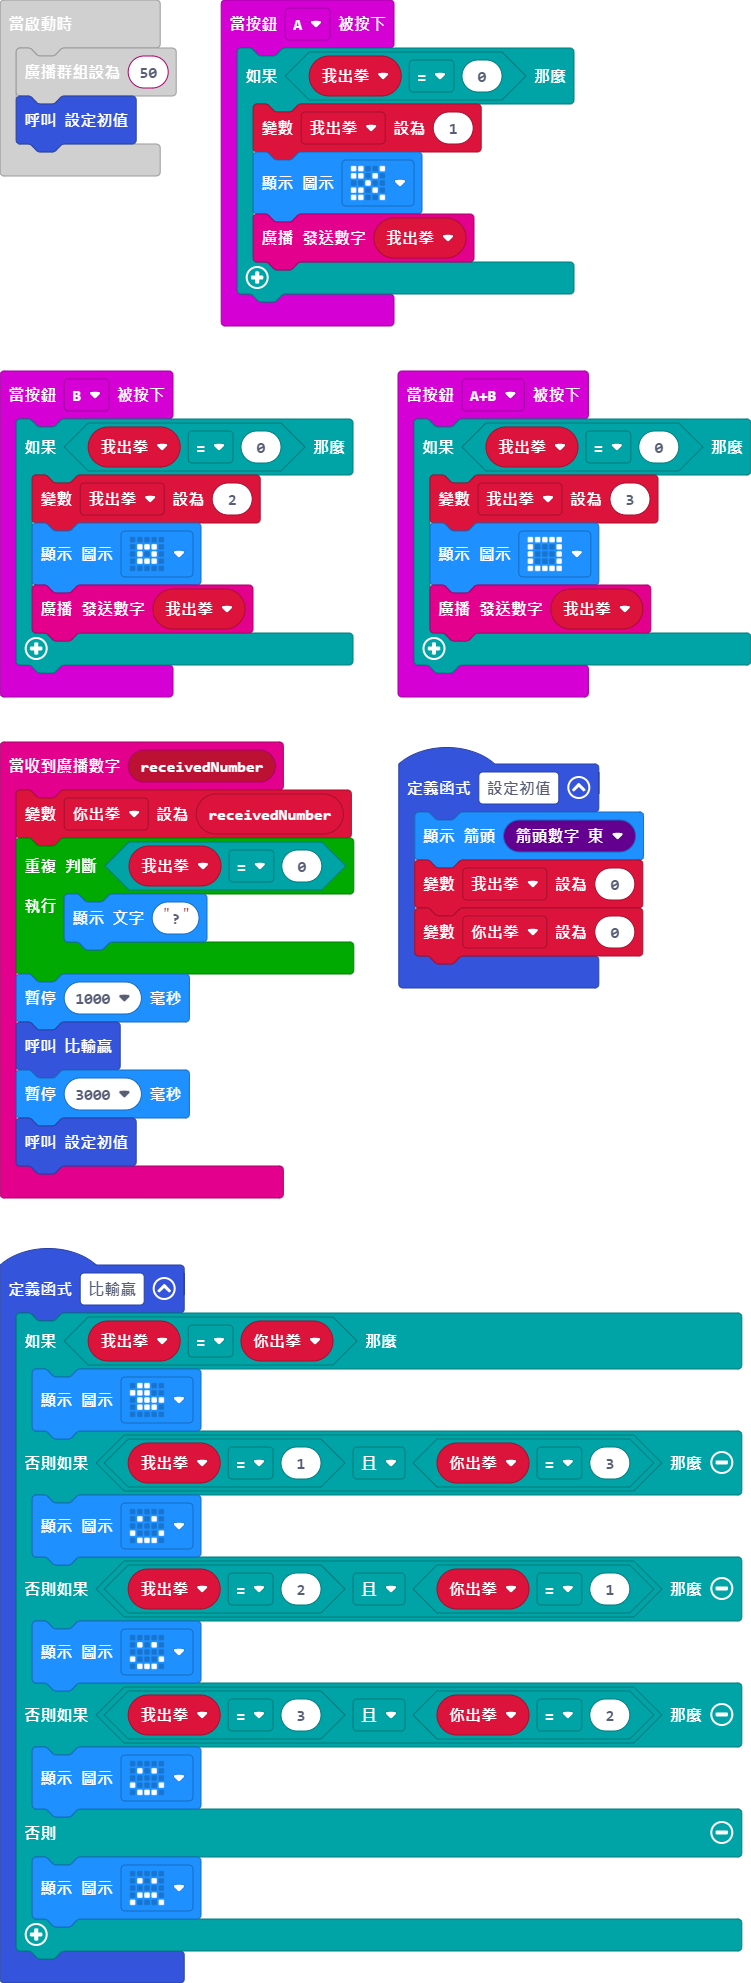 當啟動時
廣播群組設為 50
呼叫 設定初值
當按鈕 A 被按下
如果 我出拳 = 0 那麼
變數 我出拳 設為 1
顯示 圖示
廣播 發送數字 我出拳
當按鈕 B 被按下
如果 我出拳 = 0 那麼
變數 我出拳 設為 2
顯示 圖示
廣播 發送數字 我出拳
當按鈕 A+B 被按下
如果 我出拳 = 0 那麼
變數 我出拳 設為 3
顯示 圖示
廣播 發送數字 我出拳
當收到廣播數字 receivedNumber
變數 你出拳 設為 receivedNumber
重複 判斷 我出拳 = 0
執行 顯示 文字 "?"
暫停 1000 毫秒
呼叫 比輸贏
暫停 3000 毫秒
呼叫 設定初值
定義函式 設定初值
顯示 箭頭 箭頭數字 東
變數 我出拳 設為 0
變數 你出拳 設為 0
定義函式 比輸贏
如果 我出拳 = 你出拳 那麼
顯示 圖示
否則如果 我出拳 = 1 且 你出拳 = 3 那麼
顯示 圖示
否則如果 我出拳 = 2 且 你出拳 = 1 那麼
顯示 圖示
否則如果 我出拳 = 3 且 你出拳 = 2 那麼
顯示 圖示
否則
顯示 圖示